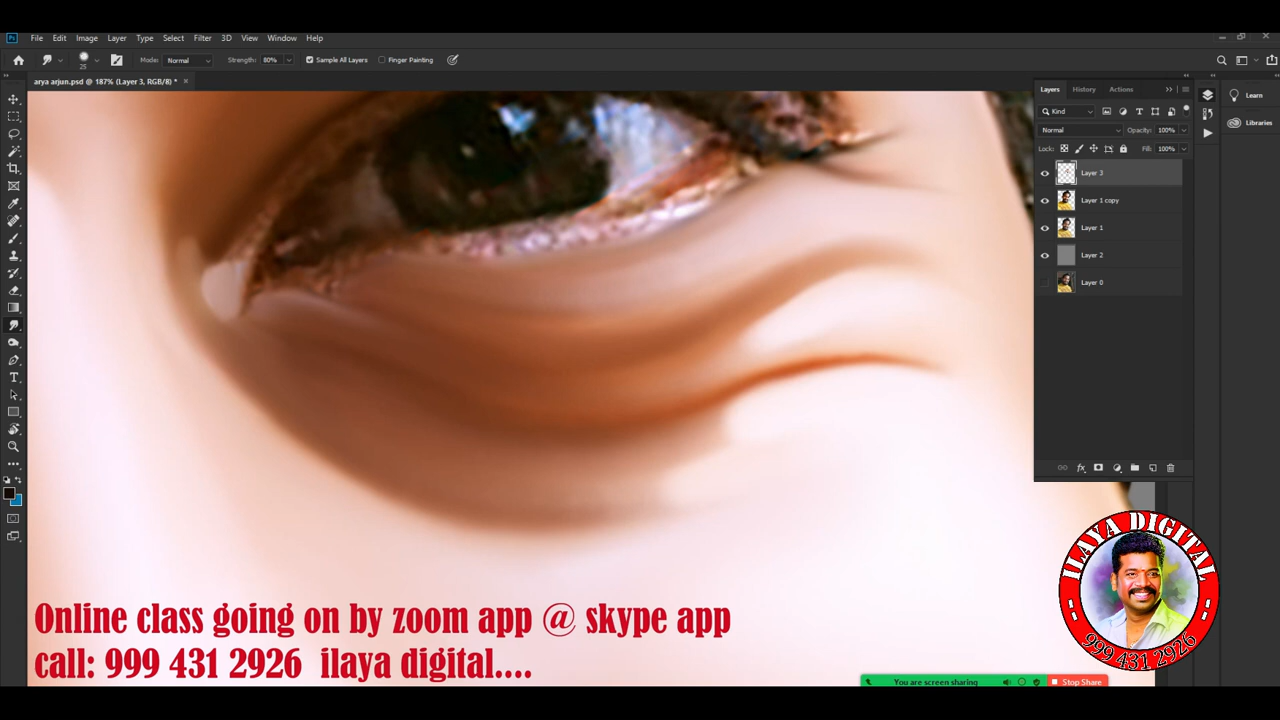 File Edit Image Layer Type Select Filter 3D View Window Help
25 Mode: Normal Strength: 80% Sample All Layers Finger Painting
arya arjun.psd @ 187% (Layer 3, RGB/8) *
Layers History Actions
Learn
Kind
Libraries
Normal Opacity: 100%
Lock: Fill: 100%
Layer 3
Layer 1 copy
Layer 1
Layer 2
Layer 0
ILAYA DIGITAL
999 431 2926
Online class going on by zoom app @ skype app
call: 999 431 2926 ilaya digital....
You are screen sharing Stop Share